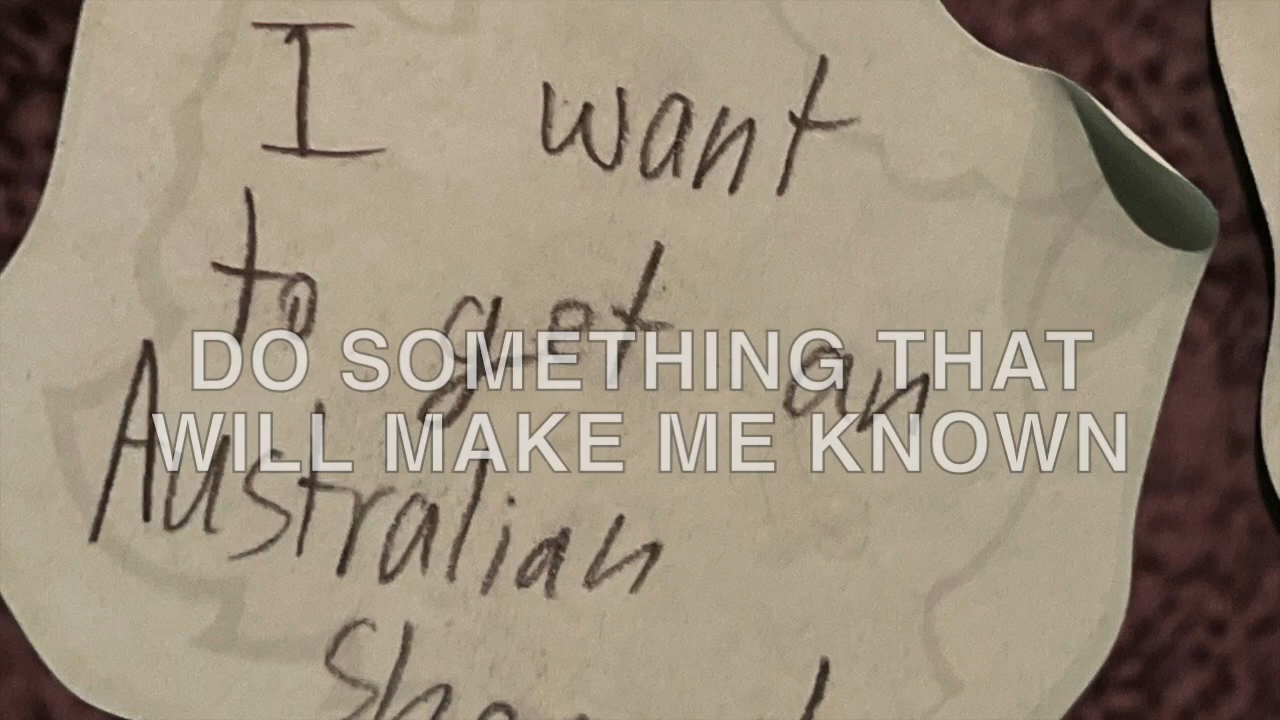 I want
to get an
Australian
DO SOMETHING THAT
WILL MAKE ME KNOWN